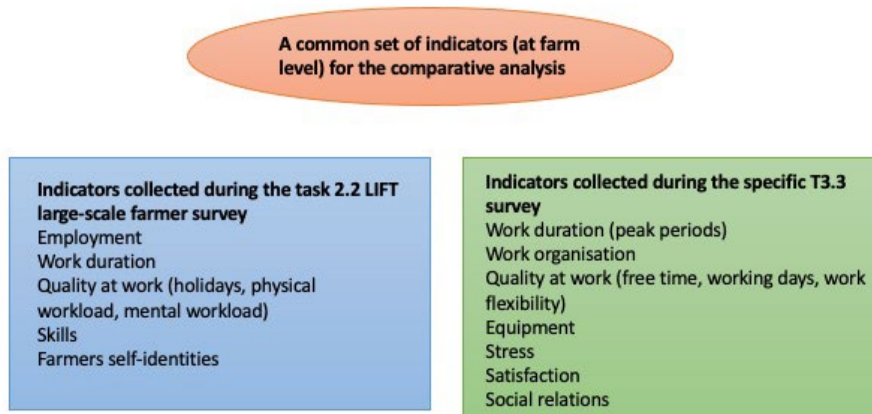 A common set of indicators (at farm
level) for the comparative analysis
Indicators collected during the task 2.2 LIFT
large-scale farmer survey
Employment
Work duration
Quality at work (holidays, physical
workload, mental workload)
Skills
Farmers self-identities
Indicators collected during the specific T3.3
survey
Work duration (peak periods)
Work organisation
Quality at work (free time, working days, work
flexibility)
Equipment
Stress
Satisfaction
Social relations